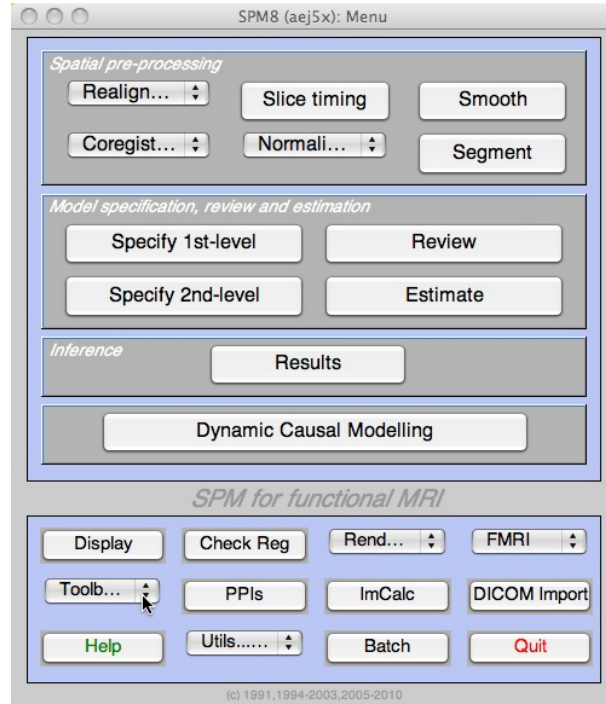 SPM8 (aej5x): Menu
Spatial pre-processing
Realign... Slice timing Smooth
Coregist... Normali... Segment
Model specification, review and estimation
Specify 1st-level Review
Specify 2nd-level Estimate
Inference
Results
Dynamic Causal Modelling
SPM for functional MRI
Display Check Reg Rend... FMRI
Toolb... PPIs ImCalc DICOM Import
Help Utils...... Batch Quit
(c) 1991,1994-2003,2005-2010